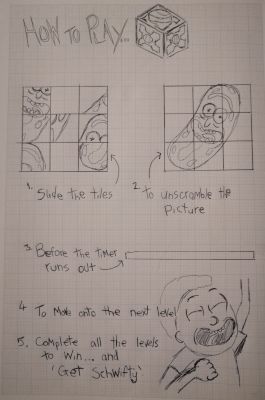 HOW TO PLAY...
1. Slide the tiles
2. To unscramble the
Picture
3. Before the timer
runs out
4 To Move onto the next level
5. Complete all the levels
to Win... and
'Get Schwifty'